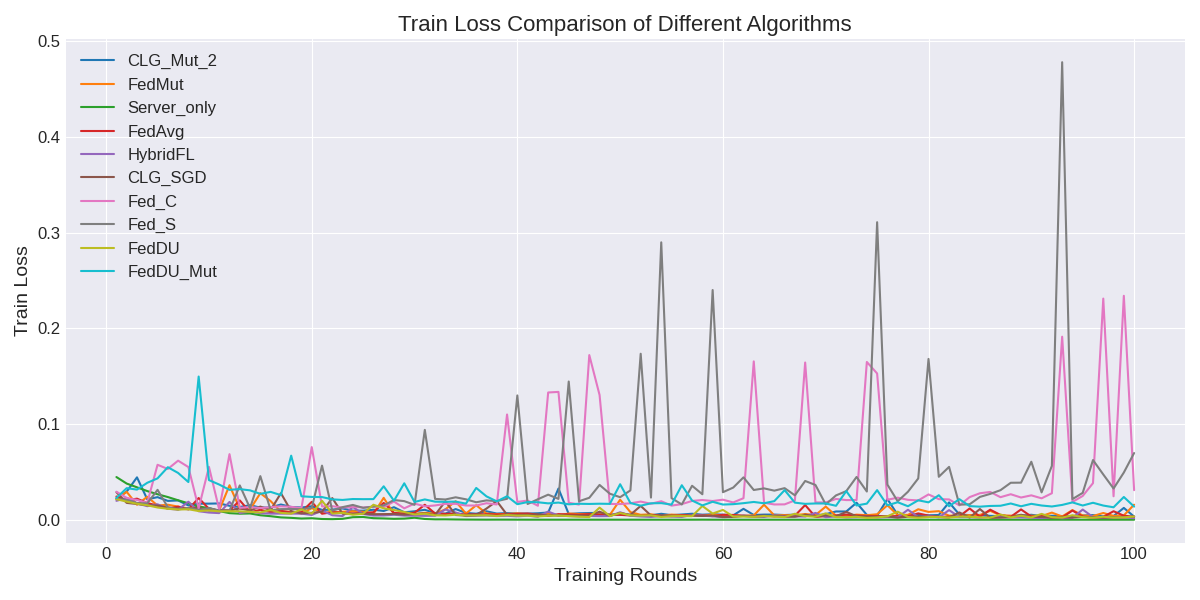 Train Loss Comparison of Different Algorithms
0.5
0.4
0.3
0.2
0.1
0.0
Train Loss
CLG_Mut_2
FedMut
Server_only
FedAvg
HybridFL
CLG_SGD
Fed_C
Fed_S
FedDU
FedDU_Mut
0 20 40 60 80 100
Training Rounds